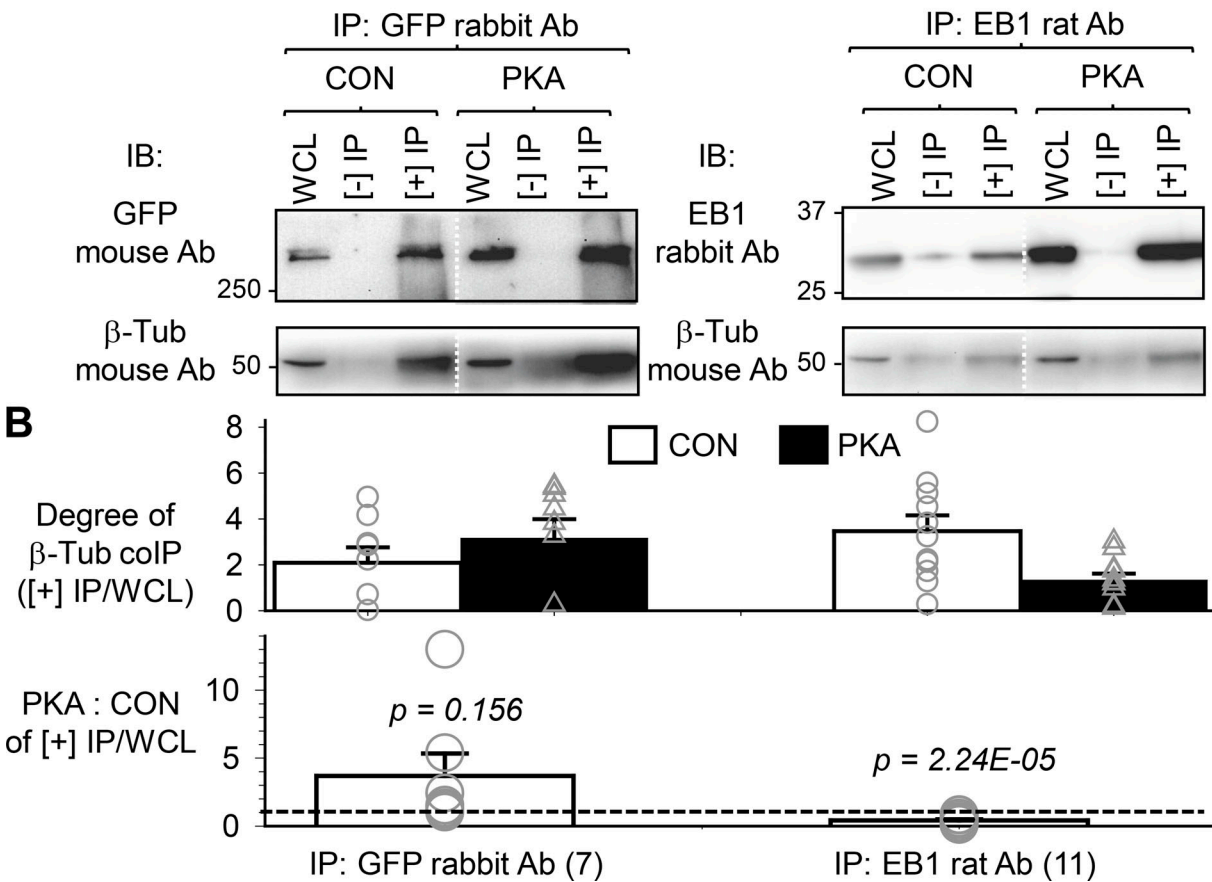 IP: GFP rabbit Ab
IP: EB1 rat Ab
CON
PKA
CON
PKA
IB:
WCL
[-] IP
[+] IP
WCL
[-] IP
[+] IP
IB:
WCL
[-] IP
[+] IP
WCL
[-] IP
[+] IP
GFP
mouse Ab
250
EB1
rabbit Ab
37
25
β-Tub
mouse Ab
50
β-Tub
mouse Ab
50
B
Degree of
β-Tub coIP
([+] IP/WCL)
8
6
4
2
0
CON
PKA
PKA : CON
of [+] IP/WCL
10
5
0
p = 0.156
p = 2.24E-05
IP: GFP rabbit Ab (7)
IP: EB1 rat Ab (11)